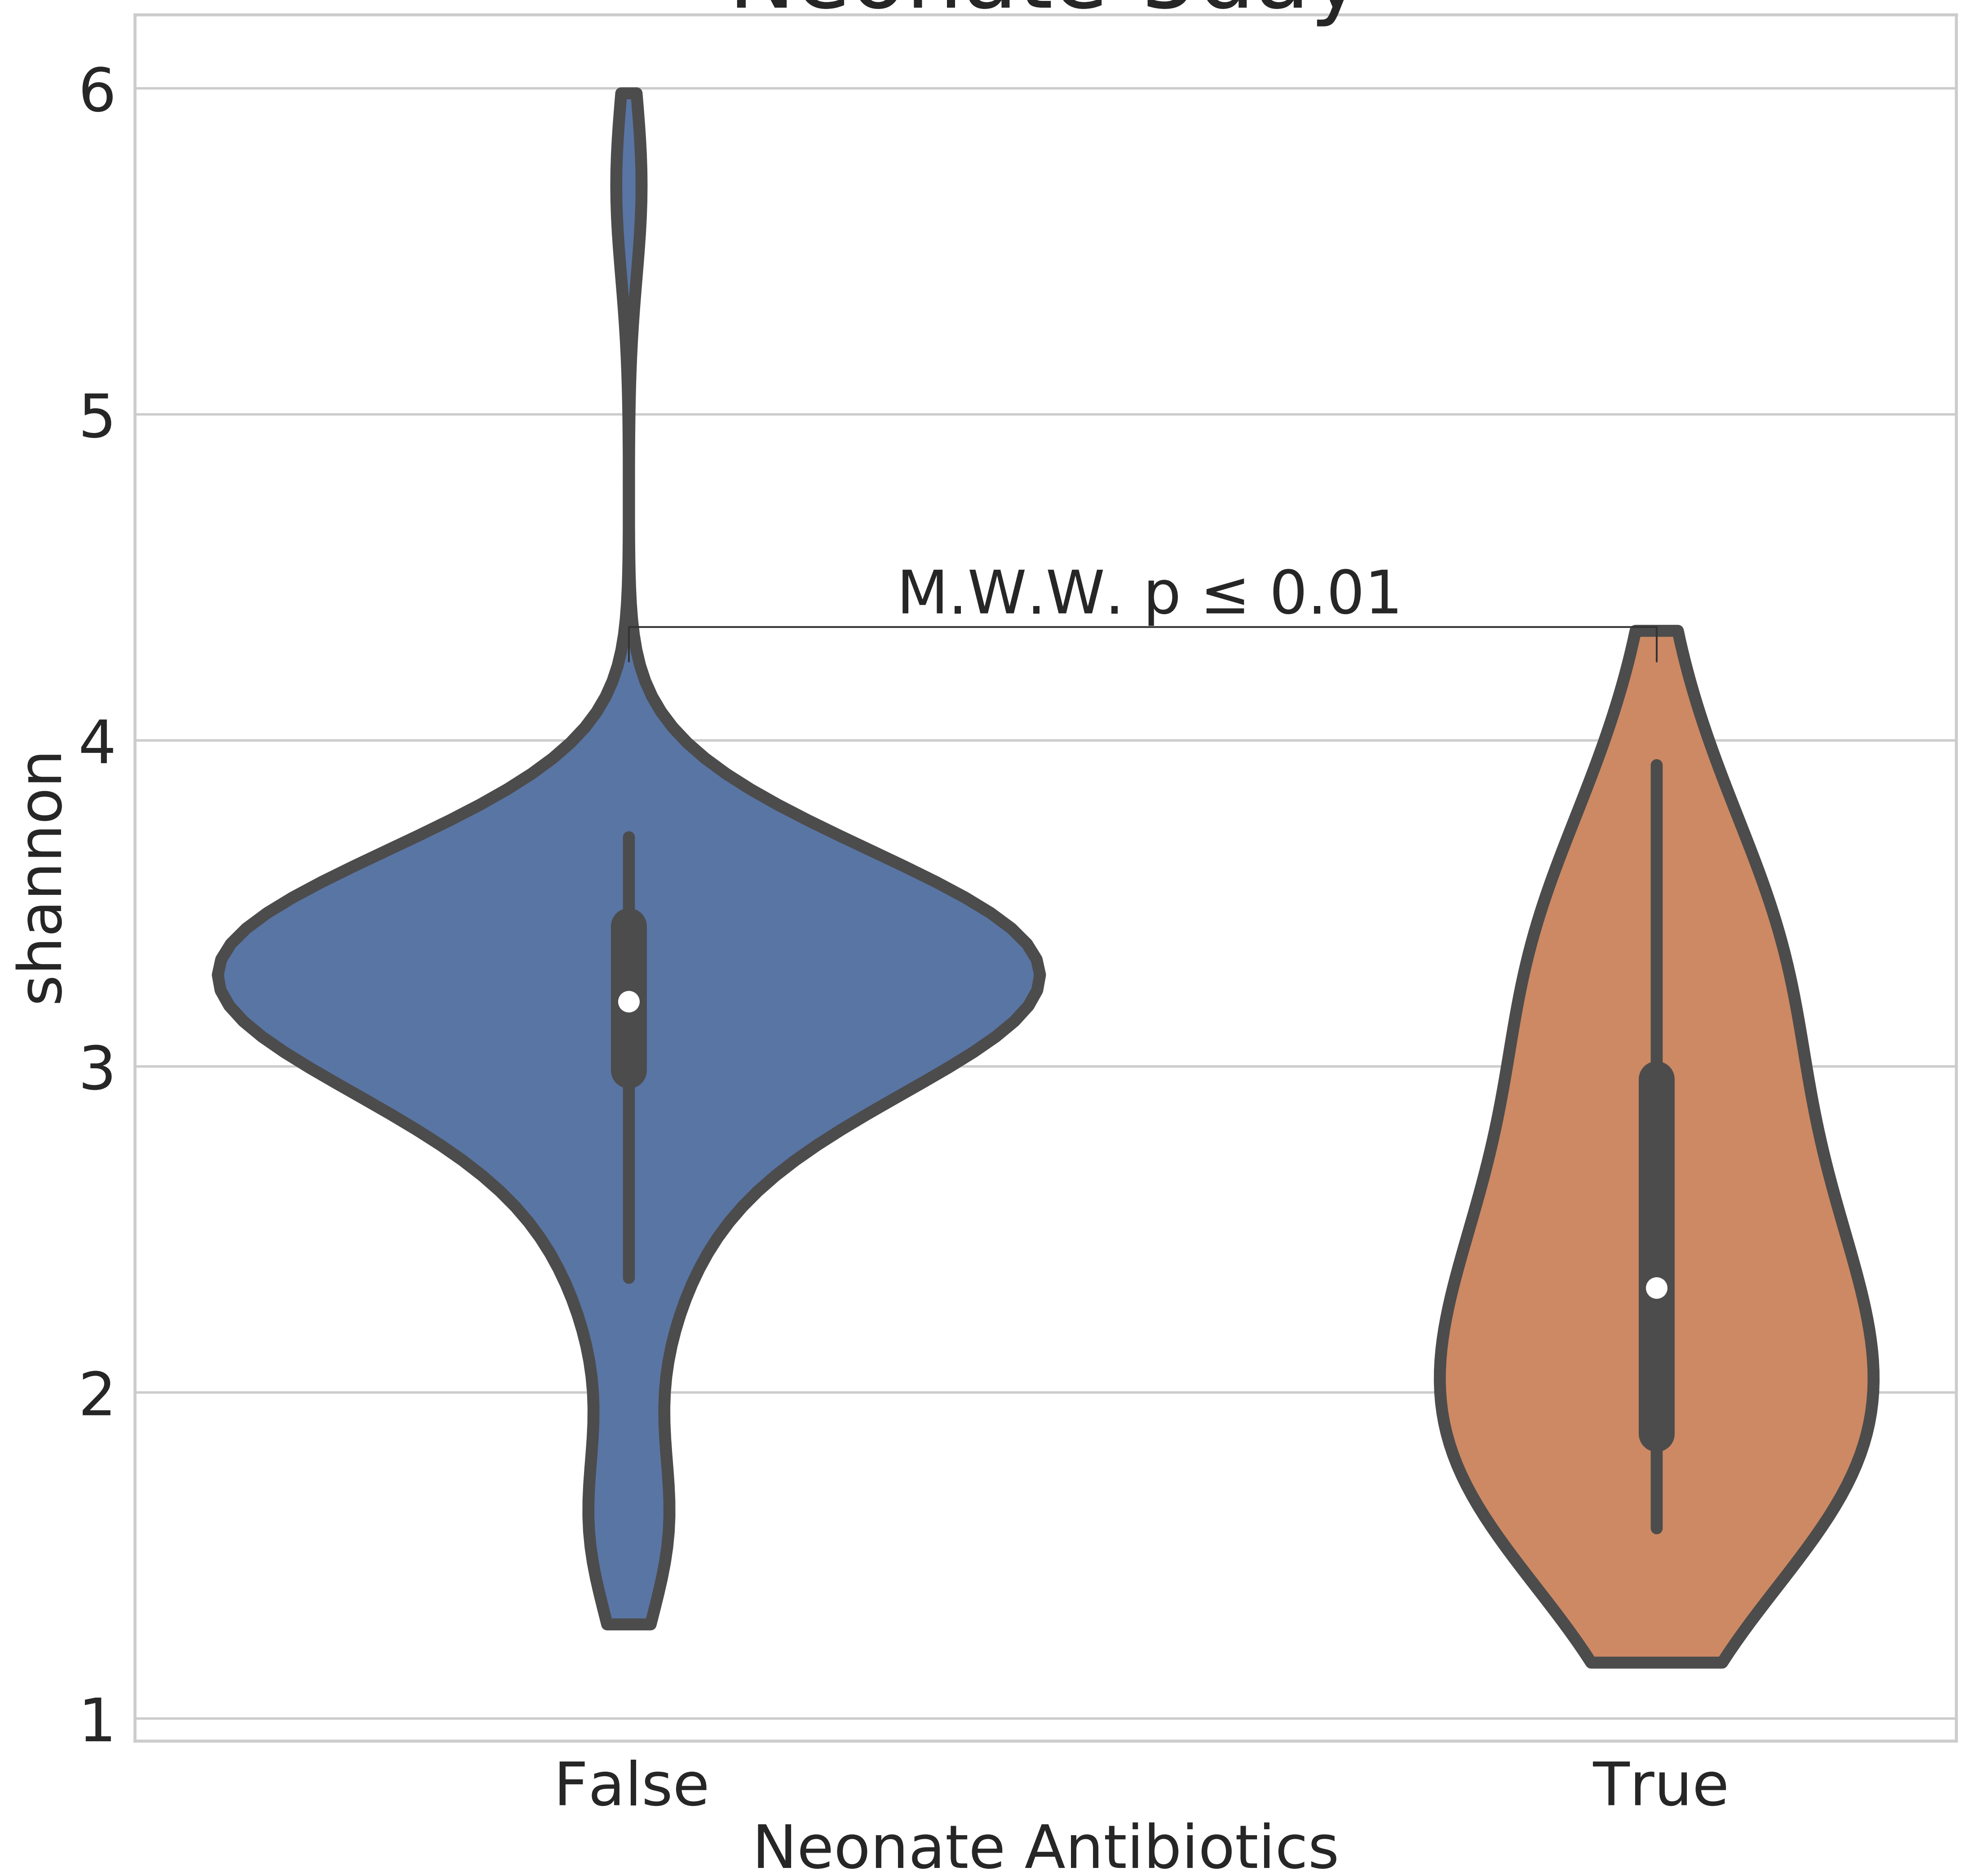 6
5
M.W.W. p ≤ 0.01
4
shannon
3
2
1
False True
Neonate Antibiotics